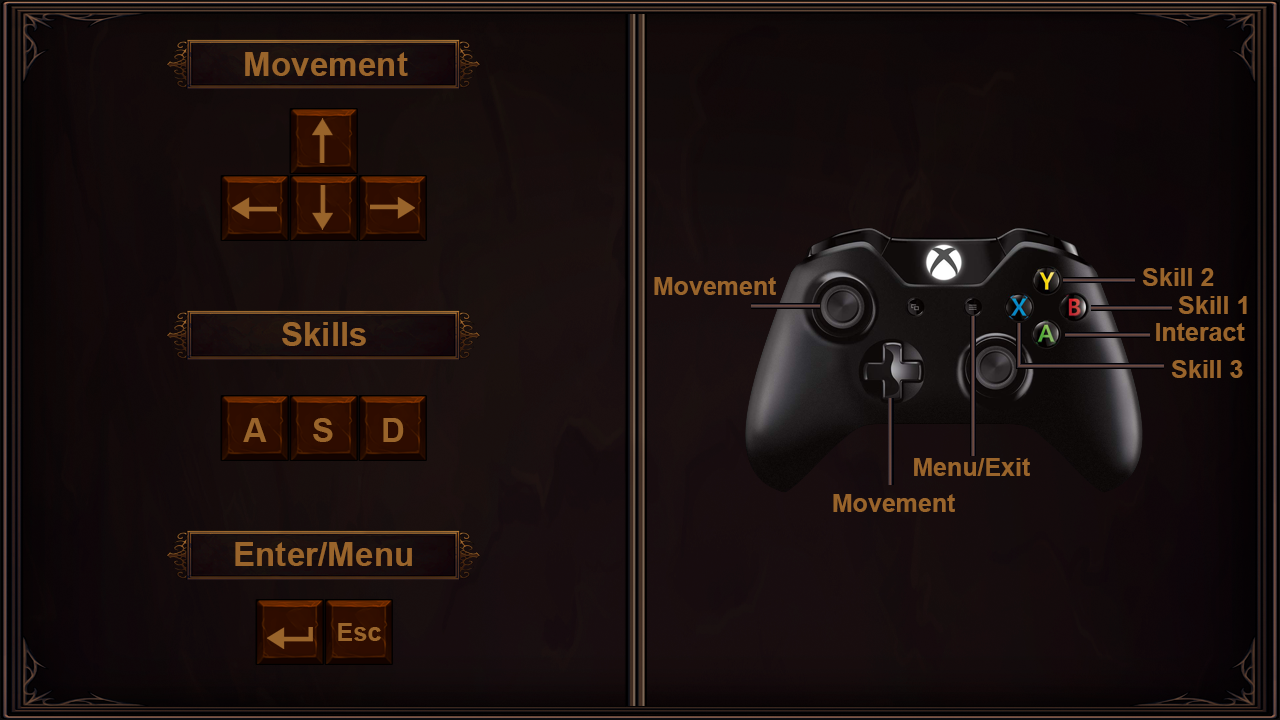 Movement
Skills
A S D
Enter/Menu
Esc
Movement
Y
X
B
A
Skill 2
Skill 1
Interact
Skill 3
Menu/Exit
Movement